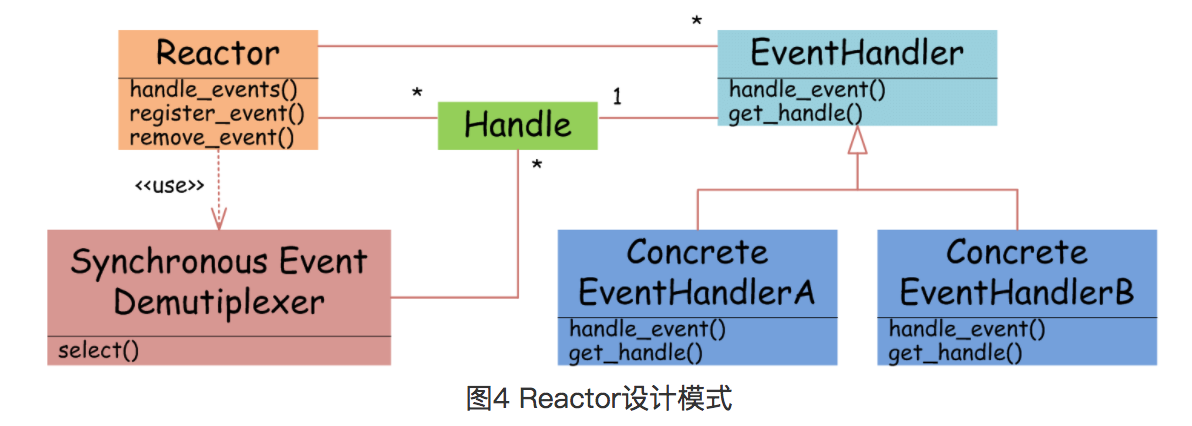 Reactor
handle_events()
register_event()
remove_event()
*
EventHandler
handle_event()
get_handle()
*
Handle
1
*
<<use>>
Synchronous Event
Demutiplexer
select()
Concrete
EventHandlerA
handle_event()
get_handle()
Concrete
EventHandlerB
handle_event()
get_handle()
图4 Reactor设计模式